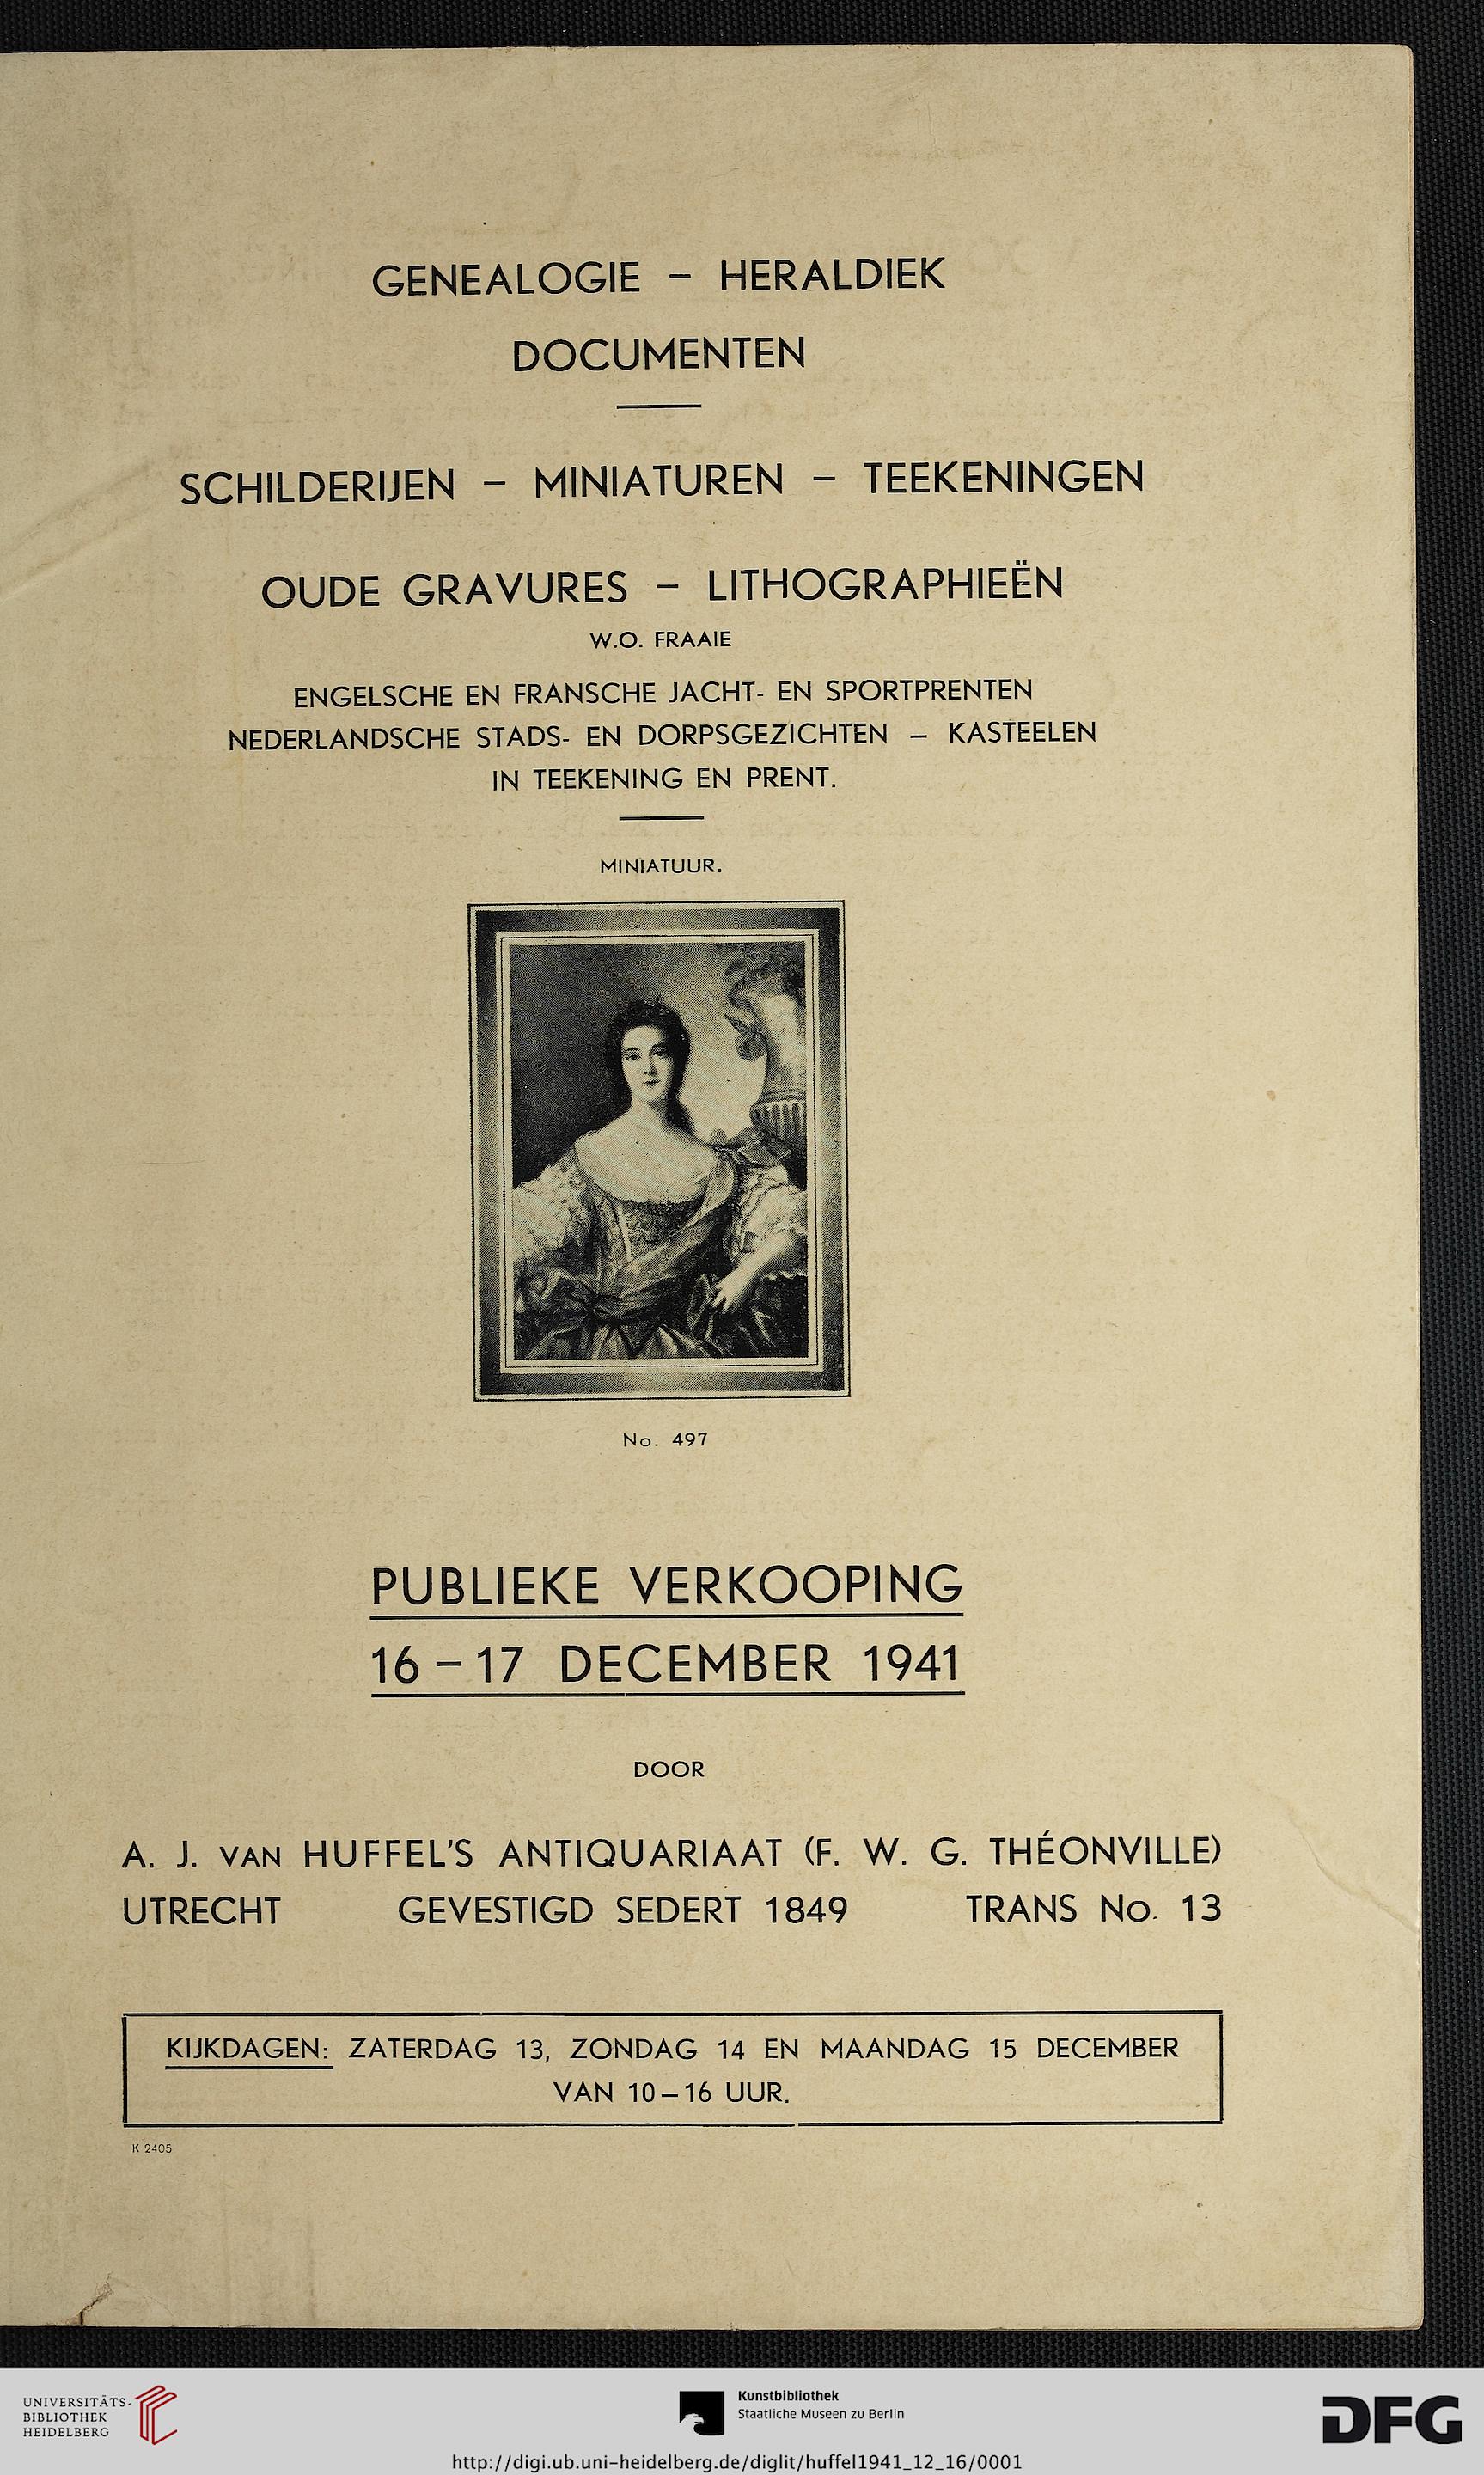 GENEALOGIE – HERALDIEK
DOCUMENTEN
SCHILDERIJEN – MINIATUREN – TEEKENINGEN
OUDE GRAVURES – LITHOGRAPHIEËN
W.O. FRAAIE
ENGELSCHE EN FRANSCHE JACHT- EN SPORTPRENTEN
NEDERLANDSCHE STADS- EN DORPSGEZICHTEN – KASTEELEN
IN TEEKENING EN PRENT.
MINIATUUR.
No. 497
PUBLIEKE VERKOOPING
16 – 17 DECEMBER 1941
DOOR
A. J. VAN HUFFEL'S ANTIQUARIAAT (F. W. G. THÉONVILLE)
UTRECHT GEVESTIGD SEDERT 1849 TRANS No. 13
KIJKDAGEN: ZATERDAG 13, ZONDAG 14 EN MAANDAG 15 DECEMBER
VAN 10 – 16 UUR.
K 2405
UNIVERSITÄTS-
BIBLIOTHEK
HEIDELBERG
Kunstbibliothek
Staatliche Museen zu Berlin
DFG
http://digi.ub.uni-heidelberg.de/diglit/huffel1941_12_16/0001